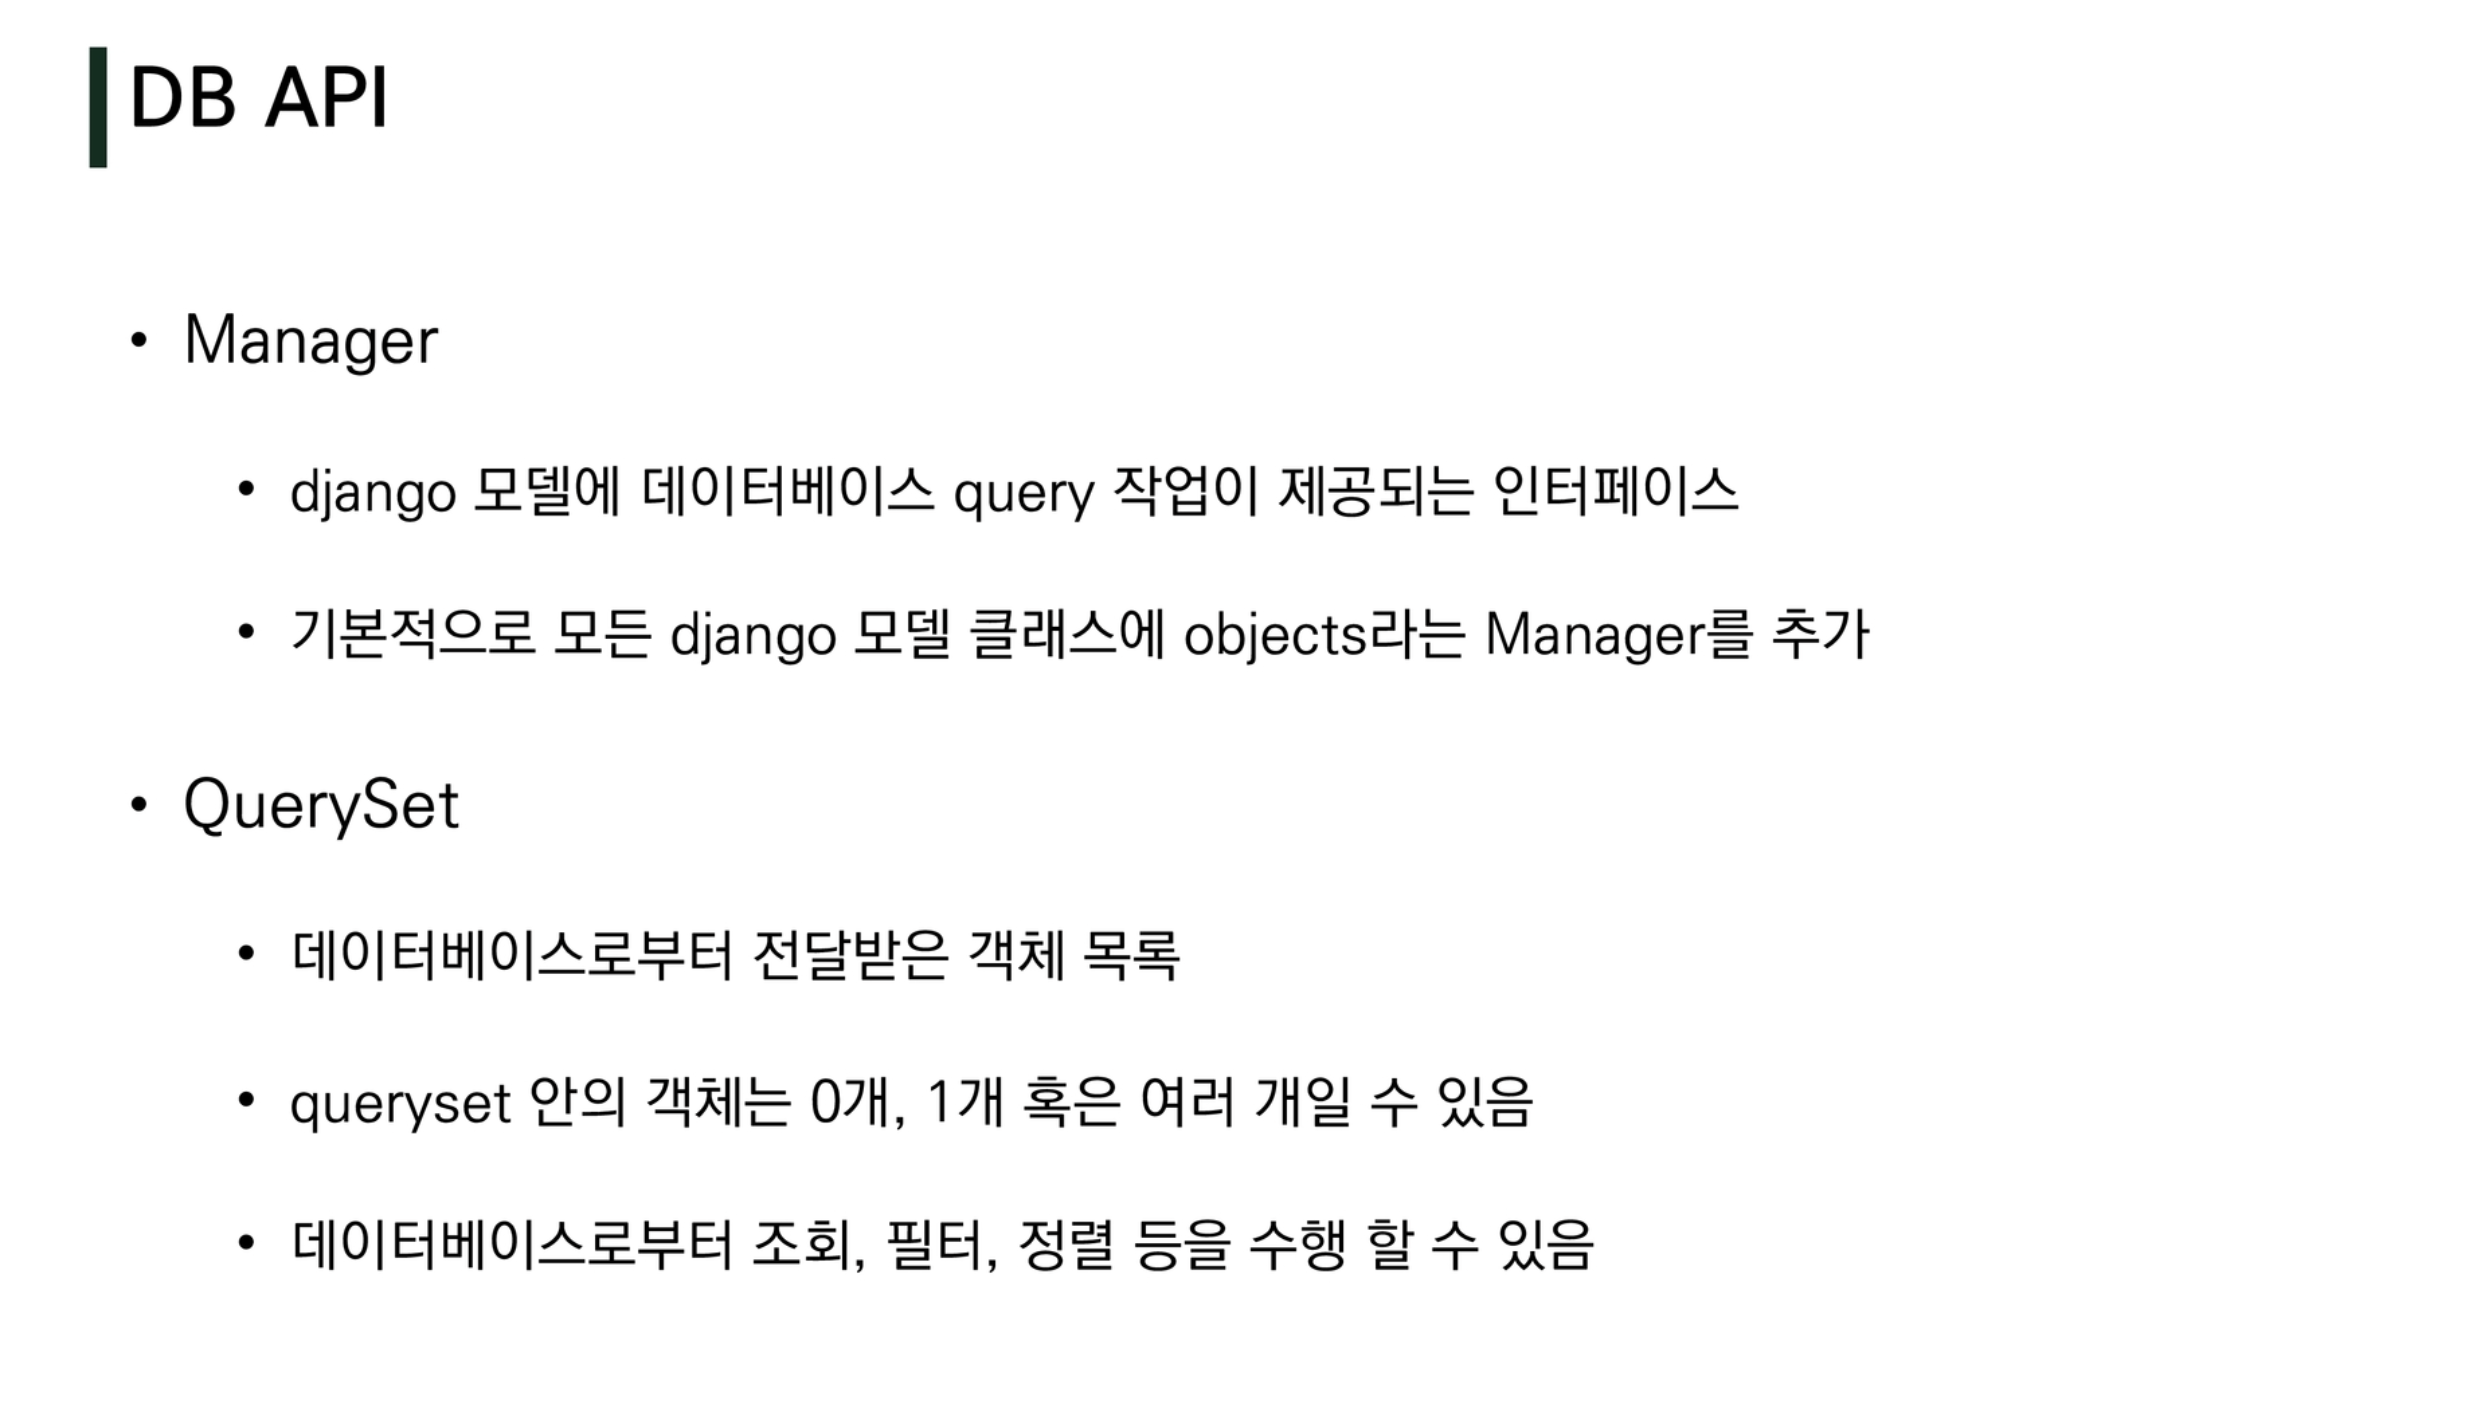 DB API
• Manager
• django 모델에 데이터베이스 query 작업이 제공되는 인터페이스
• 기본적으로 모든 django 모델 클래스에 objects라는 Manager를 추가
• QuerySet
• 데이터베이스로부터 전달받은 객체 목록
• queryset 안의 객체는 0개, 1개 혹은 여러 개일 수 있음
• 데이터베이스로부터 조회, 필터, 정렬 등을 수행 할 수 있음